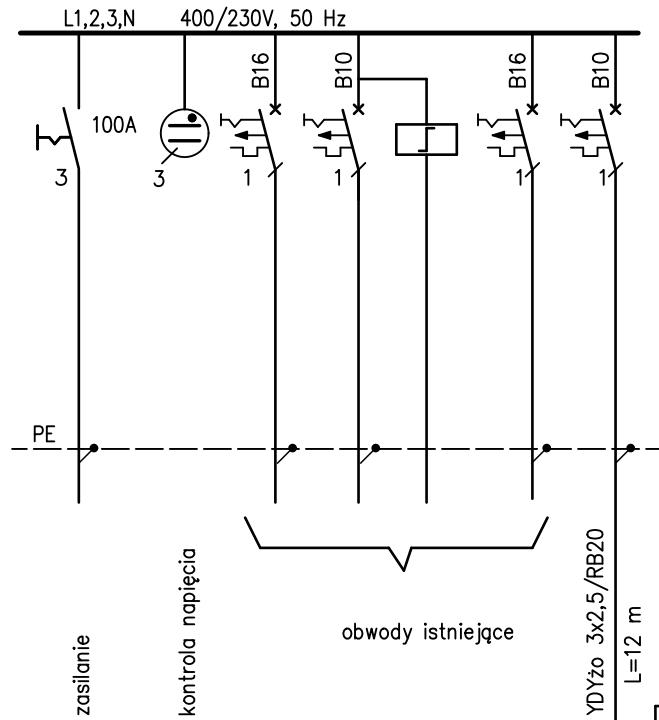 L1,2,3,N 400/230V, 50 Hz
B16
B10
B16
B10
100A
3
3
1
1
1
1
PE
zasilanie
kontrola napięcia
obwody istniejące
YDYżo 3x2,5/RB20
L=12 m